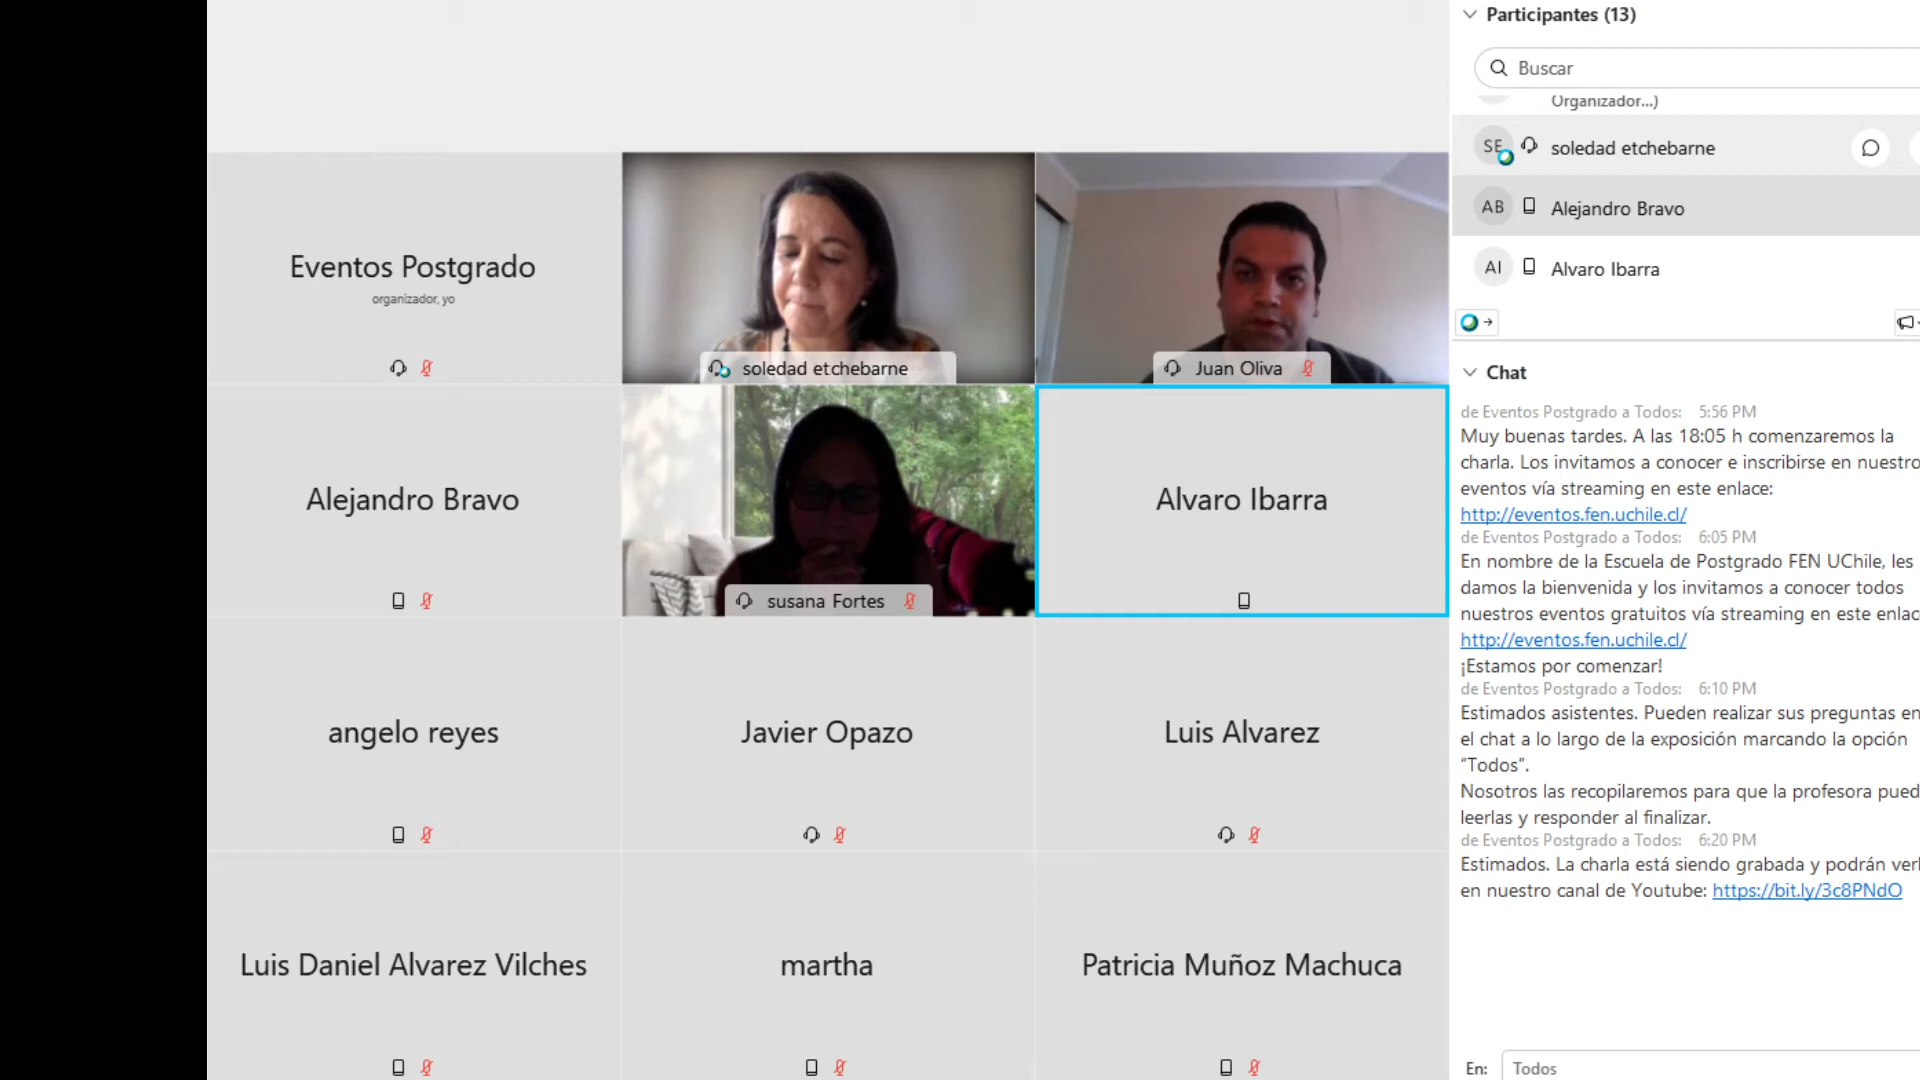 Participantes (13)
Buscar
Organizador...)
SE soledad etchebarne
AB Alejandro Bravo
AI Alvaro Ibarra
Eventos Postgrado
organizador, yo
soledad etchebarne
Juan Oliva
Alejandro Bravo
susana Fortes
Alvaro Ibarra
angelo reyes
Javier Opazo
Luis Alvarez
Luis Daniel Alvarez Vilches
martha
Patricia Muñoz Machuca
Chat
de Eventos Postgrado a Todos: 5:56 PM
Muy buenas tardes. A las 18:05 h comenzaremos la
charla. Los invitamos a conocer e inscribirse en nuestro
eventos vía streaming en este enlace:
http://eventos.fen.uchile.cl/
de Eventos Postgrado a Todos: 6:05 PM
En nombre de la Escuela de Postgrado FEN UChile, les
damos la bienvenida y los invitamos a conocer todos
nuestros eventos gratuitos vía streaming en este enlac
http://eventos.fen.uchile.cl/
¡Estamos por comenzar!
de Eventos Postgrado a Todos: 6:10 PM
Estimados asistentes. Pueden realizar sus preguntas en
el chat a lo largo de la exposición marcando la opción
“Todos”.
Nosotros las recopilaremos para que la profesora pued
leerlas y responder al finalizar.
de Eventos Postgrado a Todos: 6:20 PM
Estimados. La charla está siendo grabada y podrán verl
en nuestro canal de Youtube: https://bit.ly/3c8PNdO
En: Todos